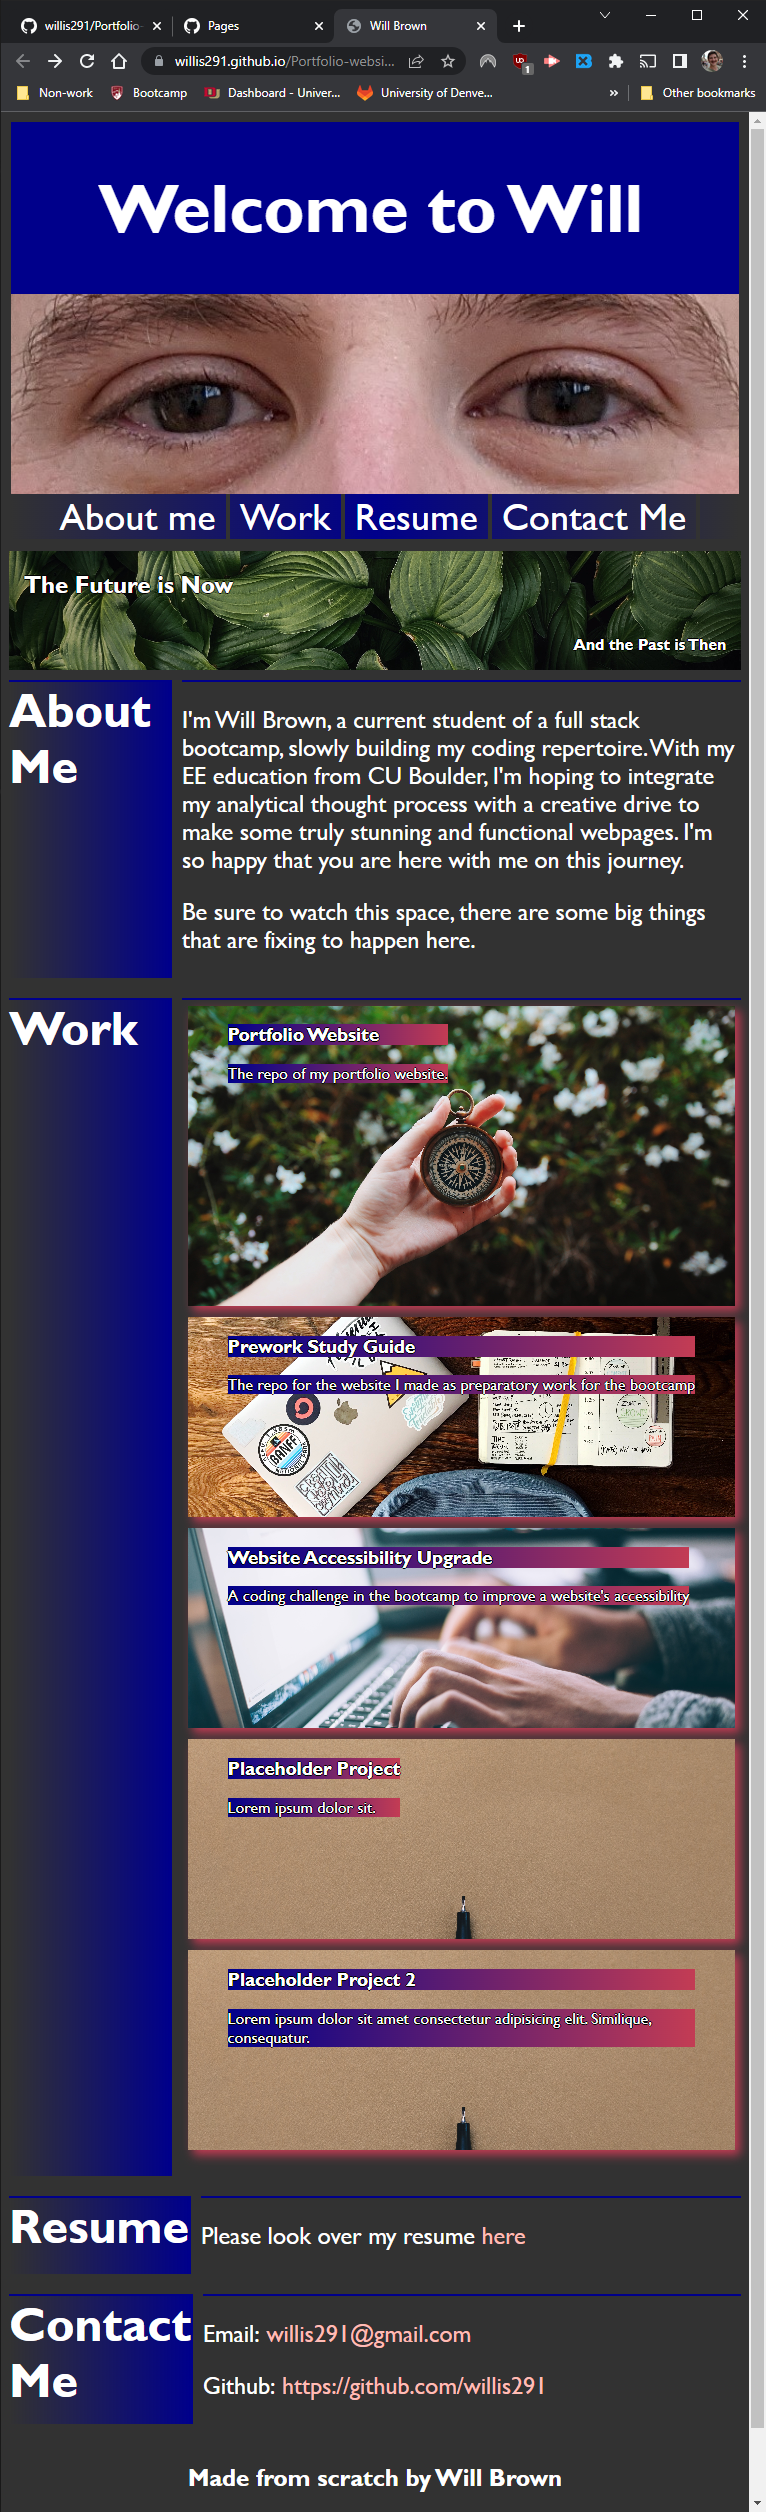 willis291/Portfolio-
Pages
Will Brown
willis291.github.io/Portfolio-websi...
1
Non-work
Bootcamp
Dashboard - Univer...
University of Denve...
»
Other bookmarks
Welcome to Will
About me
Work
Resume
Contact Me
The Future is Now
And the Past is Then
About
Me
I'm Will Brown, a current student of a full stack
bootcamp, slowly building my coding repertoire. With my
EE education from CU Boulder, I'm hoping to integrate
my analytical thought process with a creative drive to
make some truly stunning and functional webpages. I'm
so happy that you are here with me on this journey.
Be sure to watch this space, there are some big things
that are fixing to happen here.
Work
Portfolio Website
The repo of my portfolio website.
Prework Study Guide
The repo for the website I made as preparatory work for the bootcamp
BANFF
Website Accessibility Upgrade
A coding challenge in the bootcamp to improve a website's accessibility
Placeholder Project
Lorem ipsum dolor sit.
Placeholder Project 2
Lorem ipsum dolor sit amet consectetur adipisicing elit. Similique,
consequatur.
Resume
Please look over my resume here
Contact
Me
Email: willis291@gmail.com
Github: https://github.com/willis291
Made from scratch by Will Brown